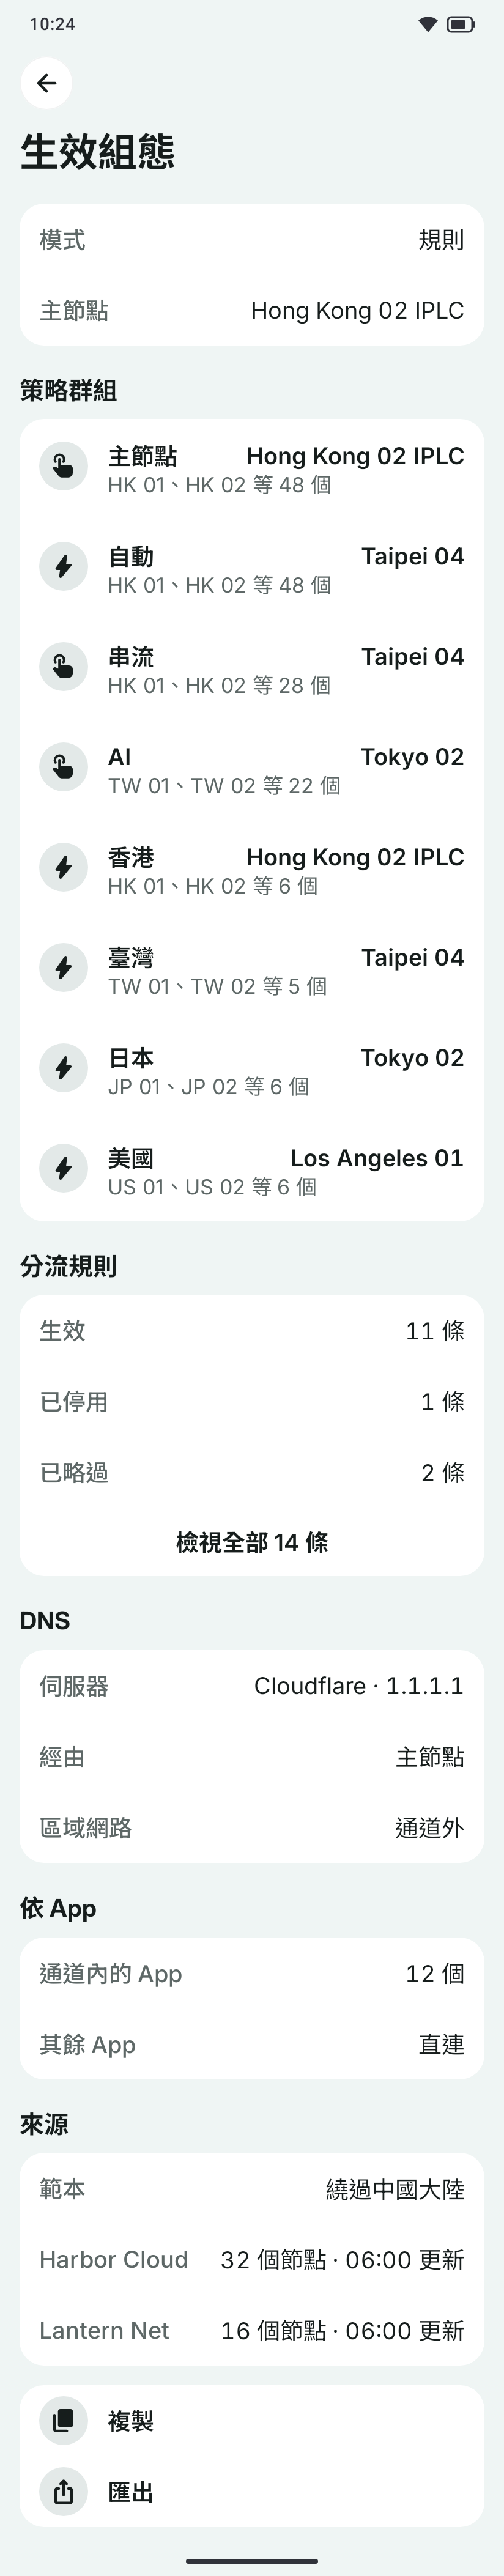 10:24
生效組態
模式 規則
主節點 Hong Kong 02 IPLC
策略群組
主節點 Hong Kong 02 IPLC
HK 01、HK 02 等 48 個
自動 Taipei 04
HK 01、HK 02 等 48 個
串流 Taipei 04
HK 01、HK 02 等 28 個
AI Tokyo 02
TW 01、TW 02 等 22 個
香港 Hong Kong 02 IPLC
HK 01、HK 02 等 6 個
臺灣 Taipei 04
TW 01、TW 02 等 5 個
日本 Tokyo 02
JP 01、JP 02 等 6 個
美國 Los Angeles 01
US 01、US 02 等 6 個
分流規則
生效 11 條
已停用 1 條
已略過 2 條
檢視全部 14 條
DNS
伺服器 Cloudflare · 1.1.1.1
經由 主節點
區域網路 通道外
依 App
通道內的 App 12 個
其餘 App 直連
來源
範本 繞過中國大陸
Harbor Cloud 32 個節點 · 06:00 更新
Lantern Net 16 個節點 · 06:00 更新
複製
匯出